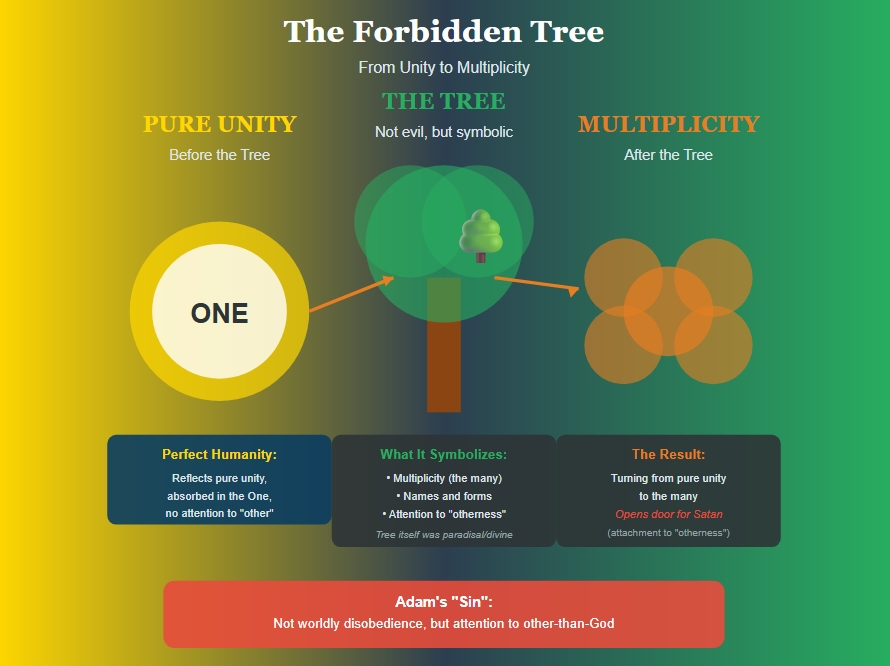 The Forbidden Tree
From Unity to Multiplicity
PURE UNITY
Before the Tree
ONE
THE TREE
Not evil, but symbolic
MULTIPLICITY
After the Tree
Perfect Humanity:
Reflects pure unity,
absorbed in the One,
no attention to "other"
What It Symbolizes:
• Multiplicity (the many)
• Names and forms
• Attention to "otherness"
Tree itself was paradisal/divine
The Result:
Turning from pure unity
to the many
Opens door for Satan
(attachment to "otherness")
Adam's "Sin":
Not worldly disobedience, but attention to other-than-God